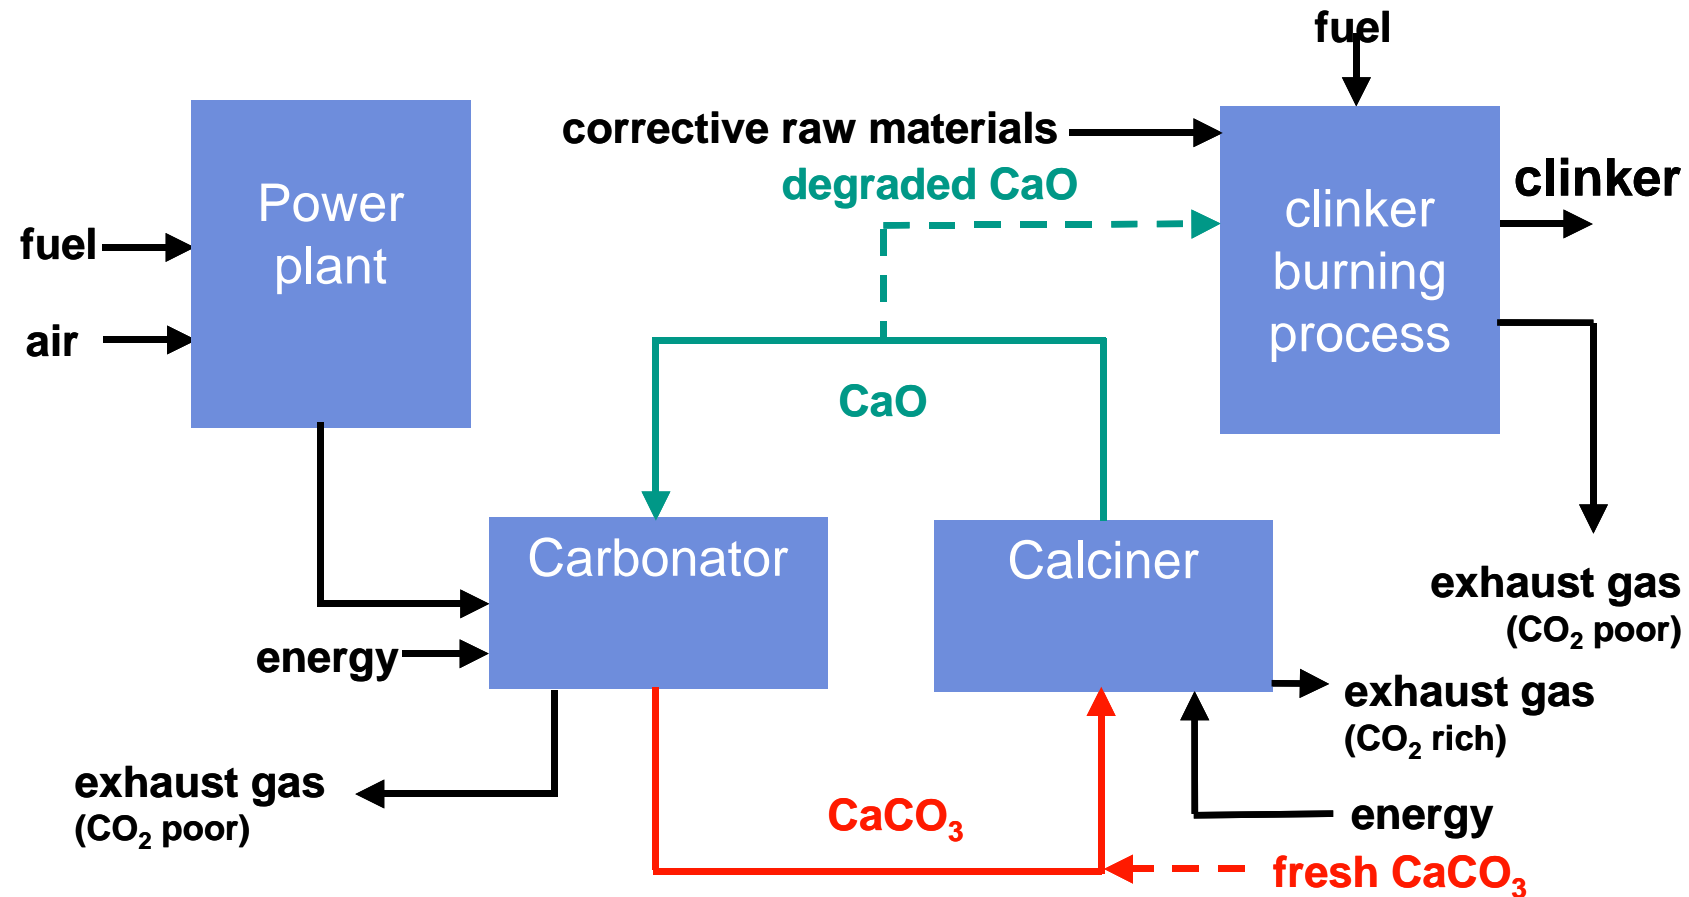 fuel
corrective raw materials
degraded CaO
clinker
Power
plant
clinker
burning
process
fuel
air
CaO
Carbonator
Calciner
exhaust gas
(CO₂ poor)
energy
exhaust gas
(CO₂ rich)
exhaust gas
(CO₂ poor)
CaCO₃
energy
fresh CaCO₃